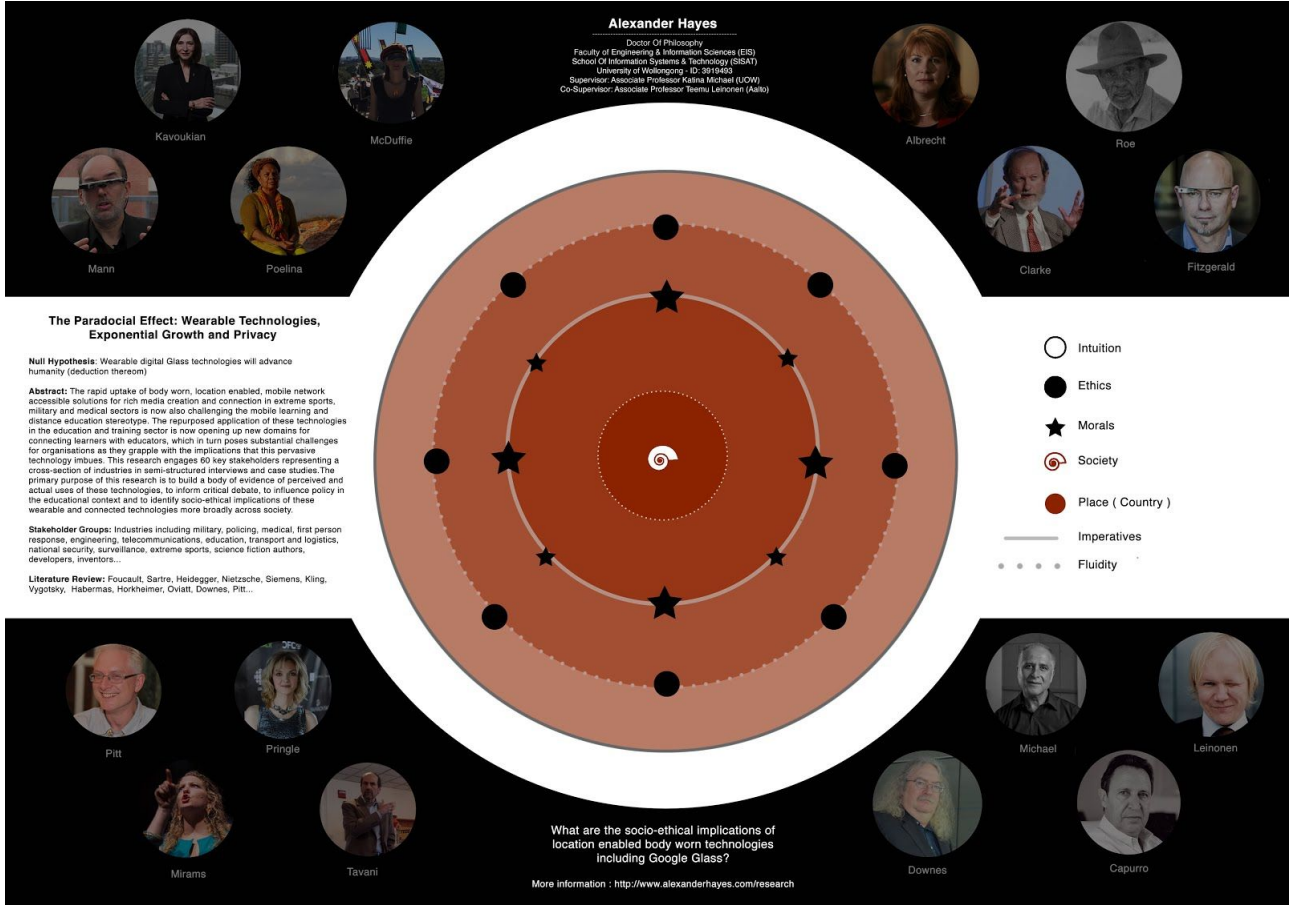 Alexander Hayes
Doctor Of Philosophy
Faculty of Engineering & Information Sciences (EIS)
School Of Information Systems & Technology (SISAT)
University of Wollongong - ID: 3919493
Supervisor: Associate Professor Katina Michael (UOW)
Co-Supervisor: Associate Professor Teemu Leinonen (Aalto)
Kavoukian
McDuffie
Mann
Poelina
Albrecht
Roe
Clarke
Fitzgerald
The Paradocial Effect: Wearable Technologies,
Exponential Growth and Privacy
Null Hypothesis: Wearable digital Glass technologies will advance
humanity (deduction thereom)
Abstract: The rapid uptake of body worn, location enabled, mobile network
accessible solutions for rich media creation and connection in extreme sports,
military and medical sectors is now also challenging the mobile learning and
distance education stereotype. The repurposed application of these technologies
in the education and training sector is now opening up new domains for
connecting learners with educators, which in turn poses substantial challenges
for organisations as they grapple with the implications that this pervasive
technology imbues. This research engages 60 key stakeholders representing a
cross-section of industries in semi-structured interviews and case studies.The
primary purpose of this research is to build a body of evidence of perceived and
actual uses of these technologies, to inform critical debate, to influence policy in
the educational context and to identify socio-ethical implications of these
wearable and connected technologies more broadly across society.
Stakeholder Groups: Industries including military, policing, medical, first person
response, engineering, telecommunications, education, transport and logistics,
national security, surveillance, extreme sports, science fiction authors,
developers, inventors...
Literature Review: Foucault, Sartre, Heidegger, Nietzsche, Siemens, Kling,
Vygotsky, Habermas, Horkheimer, Oviatt, Downes, Pitt...
Intuition
Ethics
Morals
Society
Place ( Country )
Imperatives
Fluidity
Pitt
Pringle
Mirams
Tavani
Michael
Leinonen
Downes
Capurro
What are the socio-ethical implications of
location enabled body worn technologies
including Google Glass?
More information : http://www.alexanderhayes.com/research